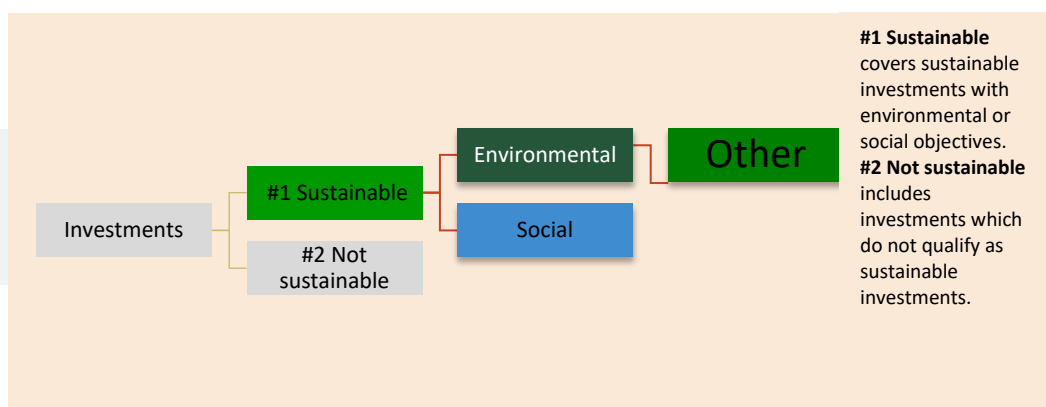 Investments
#1 Sustainable
#2 Not
sustainable
Environmental
Social
Other
#1 Sustainable
covers sustainable
investments with
environmental or
social objectives.
#2 Not sustainable
includes
investments which
do not qualify as
sustainable
investments.